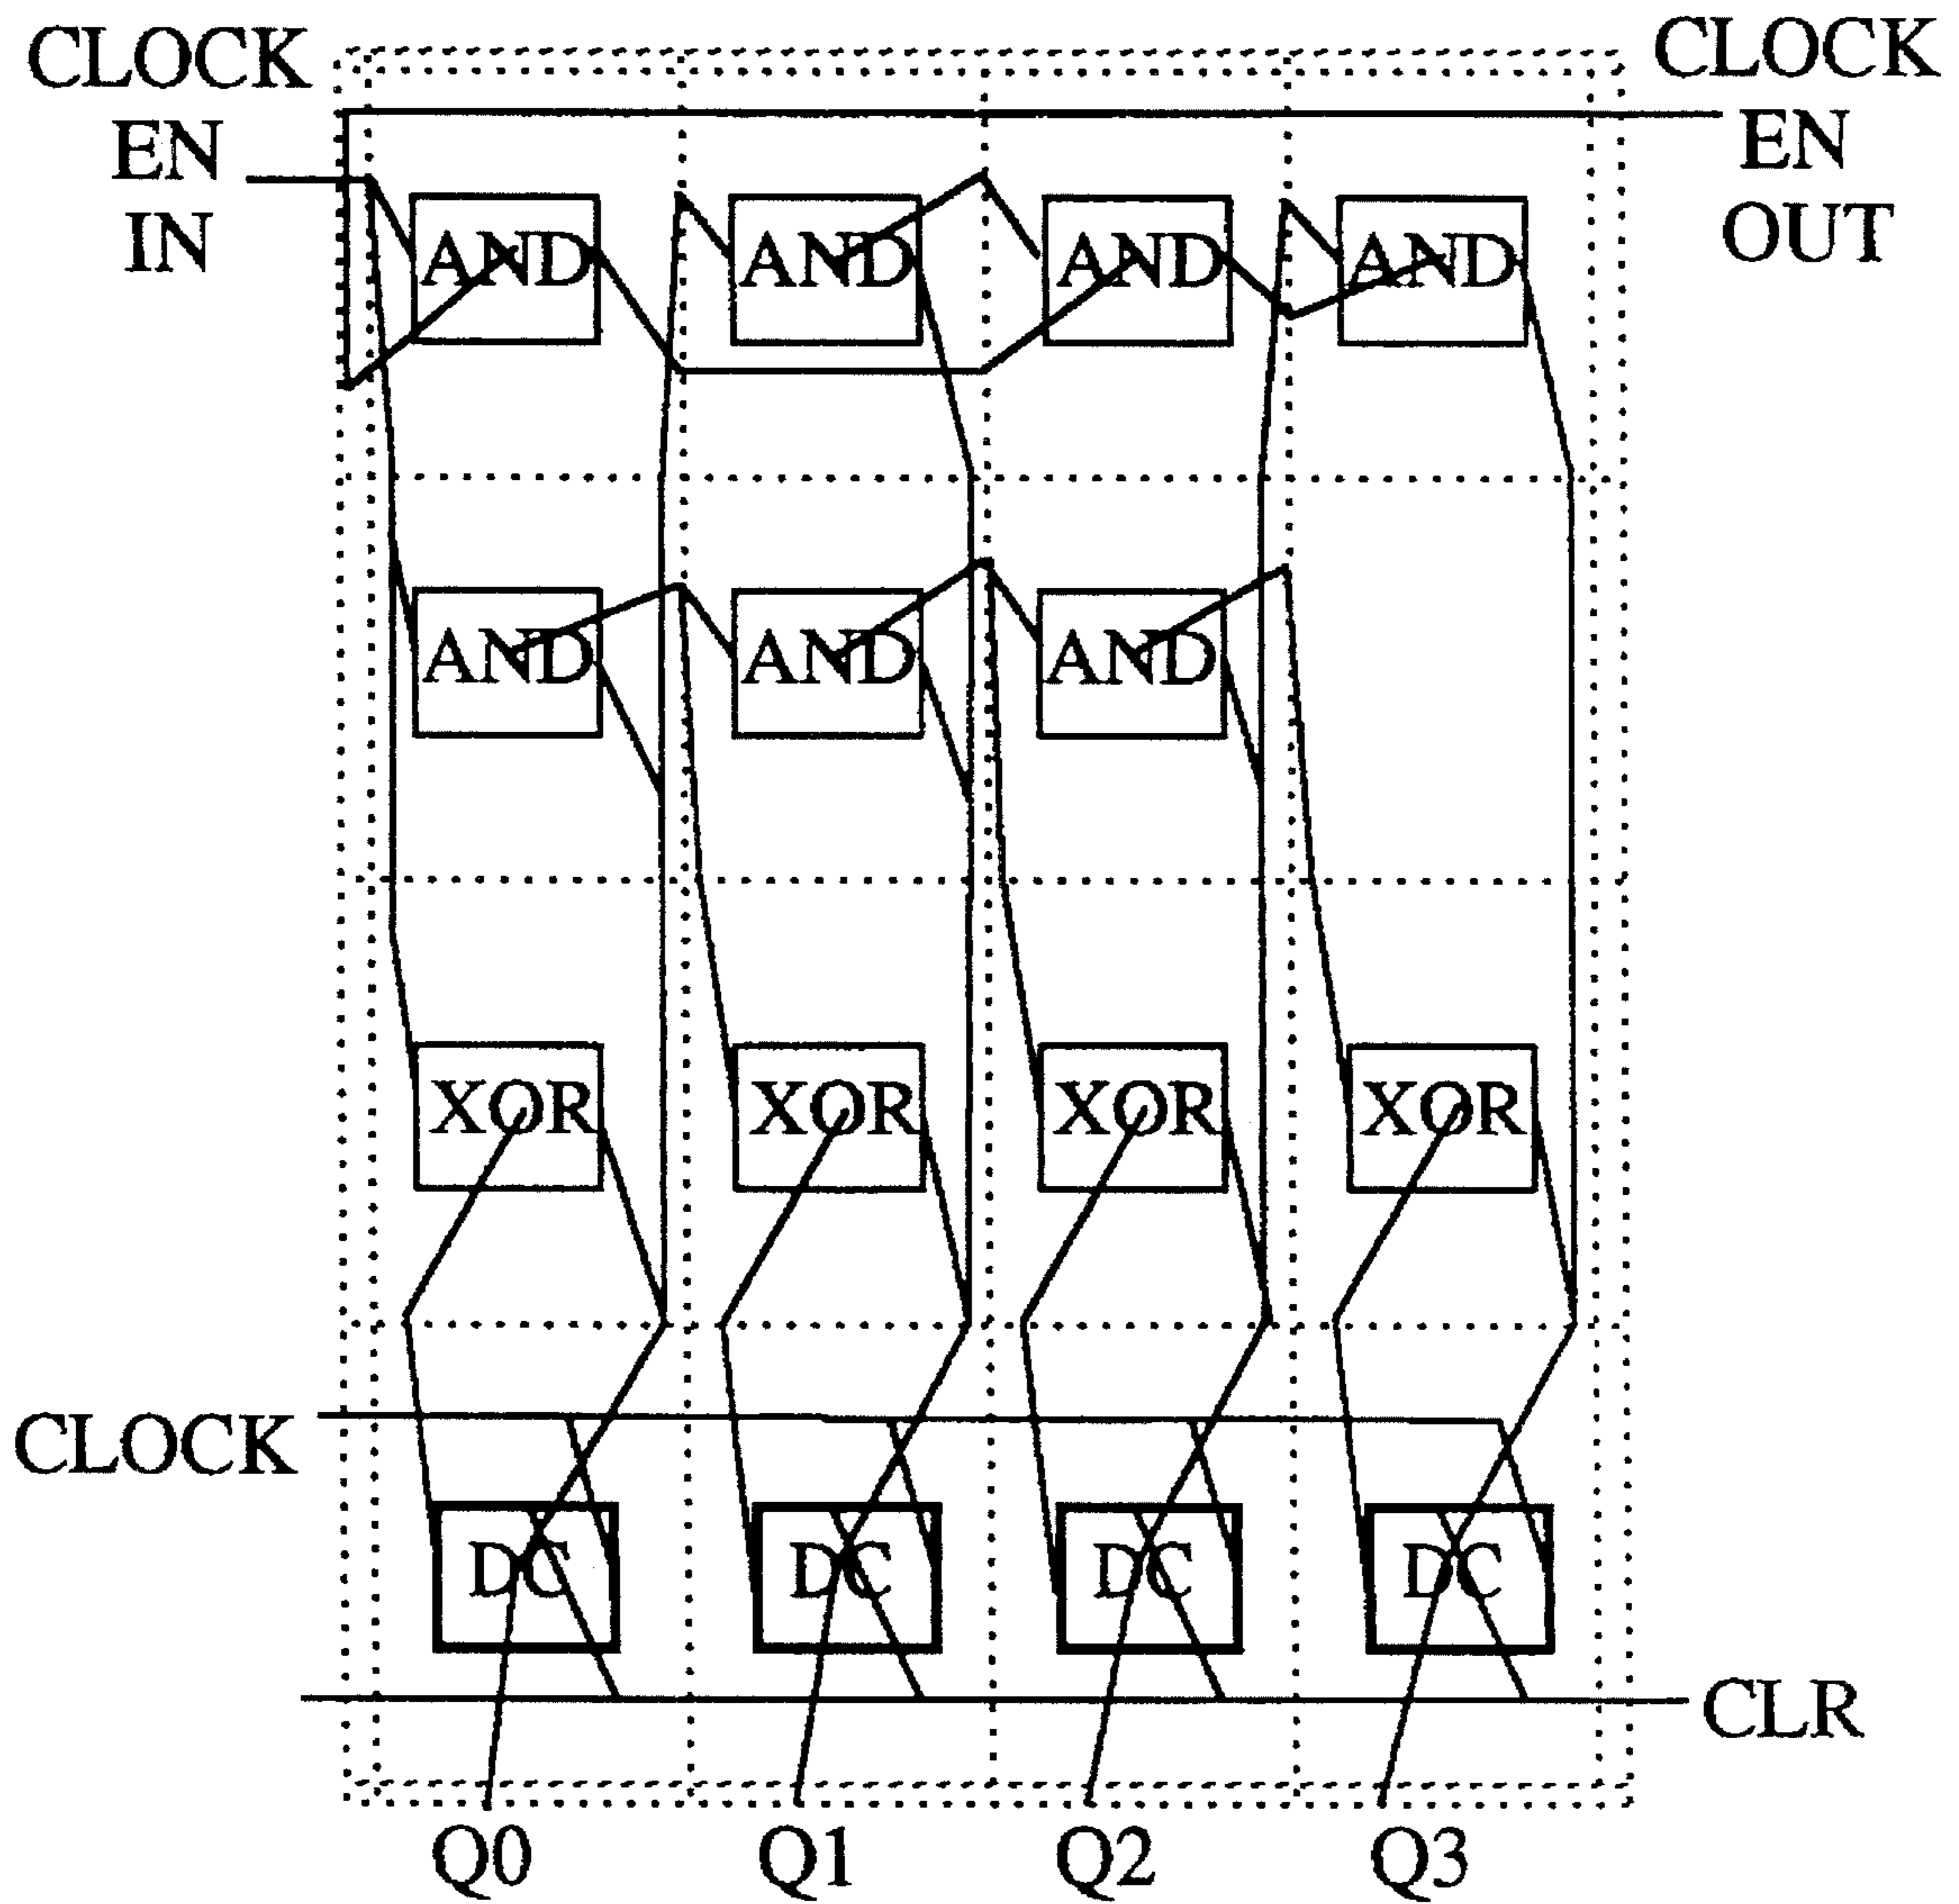 CLOCK
EN
IN
CLOCK
EN
OUT
AND AND AND AND
AND AND AND
XOR XOR XOR XOR
CLOCK
DC DC DC DC
CLR
Q0 Q1 Q2 Q3